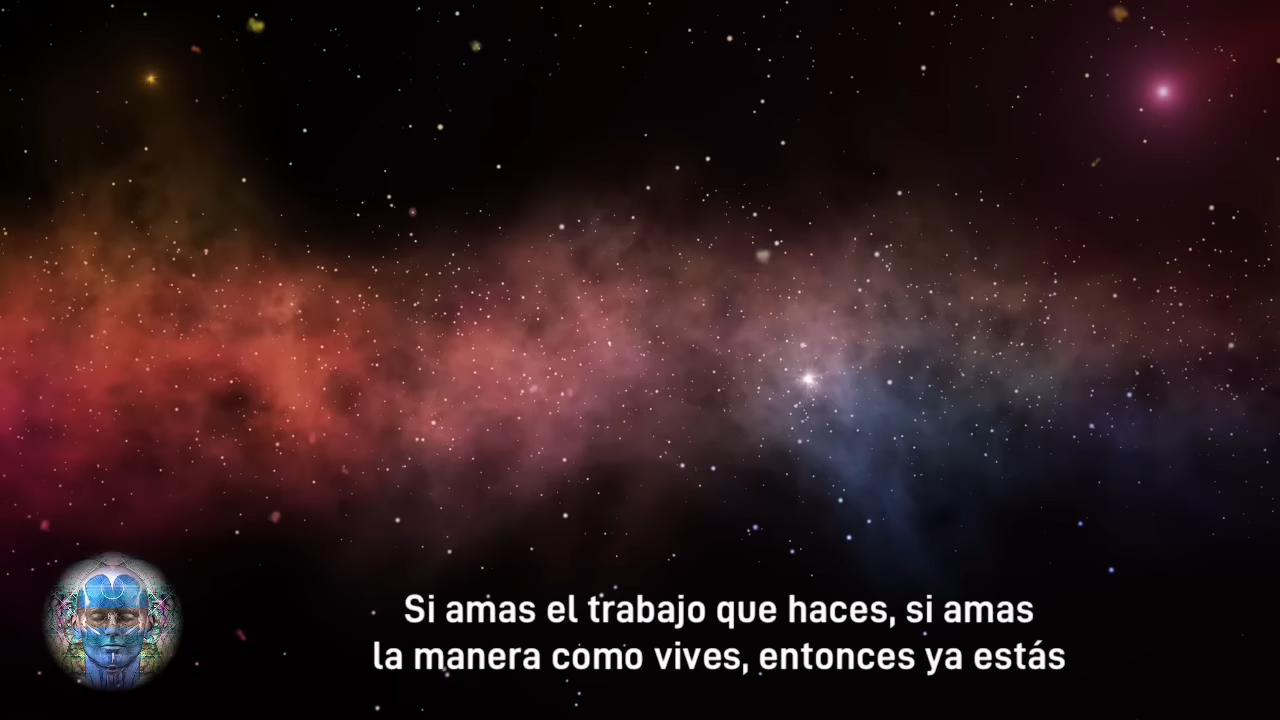 Si amas el trabajo que haces, si amas
la manera como vives, entonces ya estás